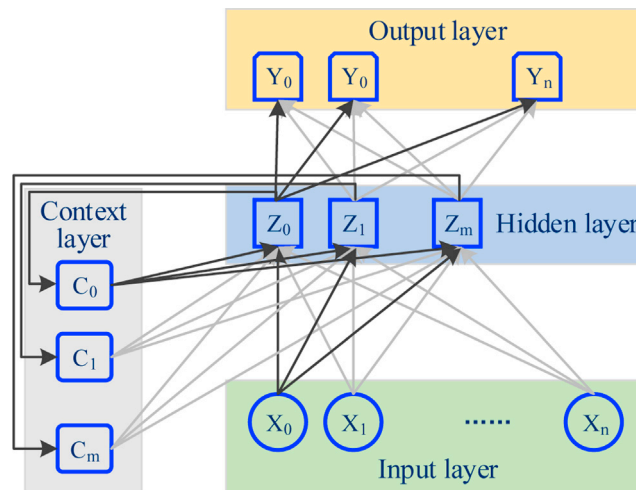 Output layer
Y₀ Y₀ Yₙ
Context
layer
Z₀ Z₁ Zₘ Hidden layer
C₀
C₁
Cₘ
X₀ X₁ ...... Xₙ
Input layer